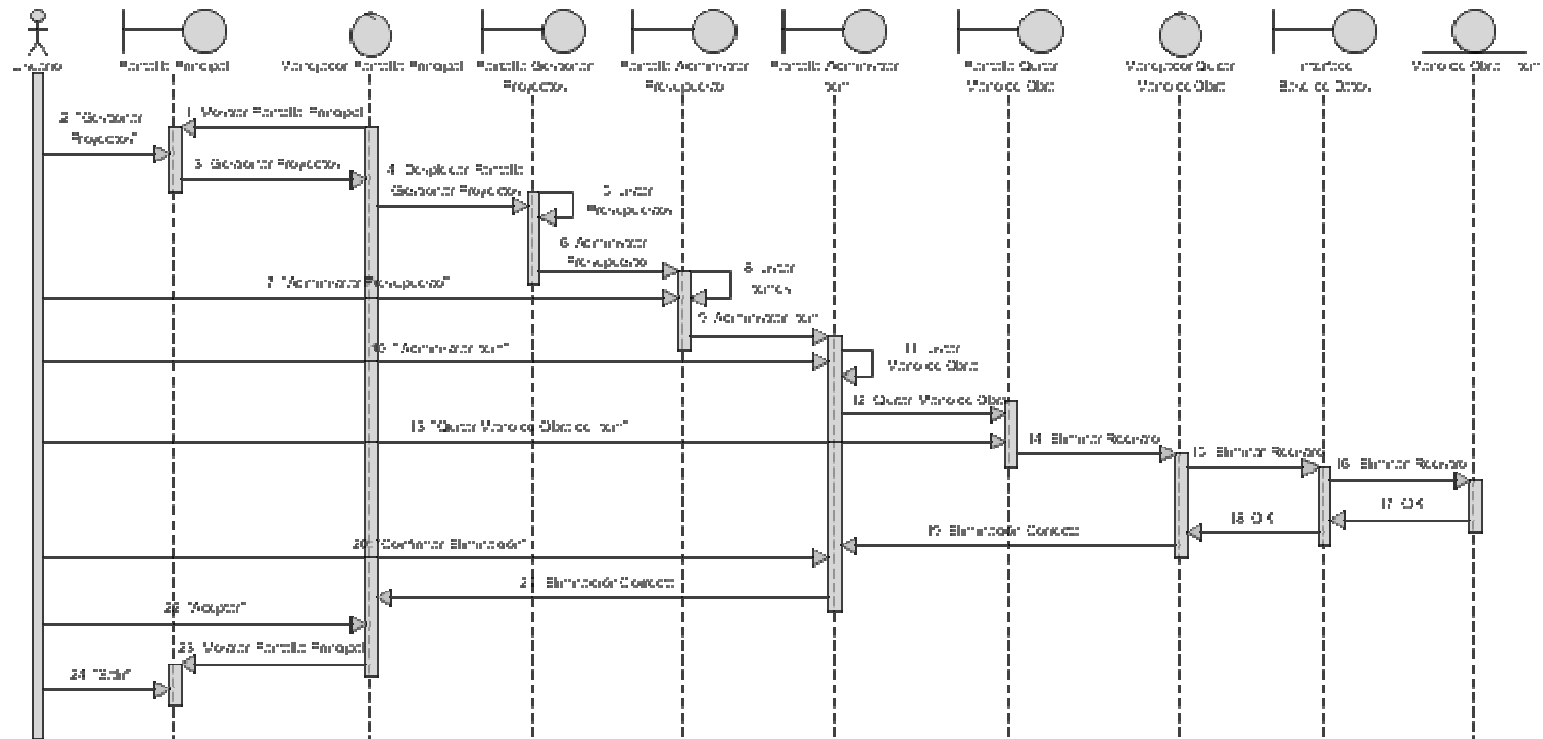 Usuario
Pantalla Principal
Manejador Pantalla Principal
Pantalla Gestionar
Proyectos
Pantalla Administrar
Presupuesto
Pantalla Administrar
Item
Pantalla Quitar
Mano de Obra
Manejador Quitar
Mano de Obra
Interface
Base de Datos
Mano de Obra - Item
1. Mostrar Pantalla Principal
2. "Gestionar
Proyectos"
3. Gestionar Proyectos
4. Desplegar Pantalla
Gestionar Proyectos
5. Listar
Presupuestos
6. Administrar
Presupuesto
7. "Administrar Presupuesto"
8. Listar
Items
9. Administrar Item
10. "Administrar Item"
11. Listar
Mano de Obra
12. Quitar Mano de Obra
13. "Quitar Mano de Obra de Item"
14. Eliminar Registro
15. Eliminar Registro
16. Eliminar Registro
17. OK
18. OK
19. Eliminación Correcta
20. "Confirmar Eliminación"
21. Eliminación Correcta
22. "Aceptar"
23. Mostrar Pantalla Principal
24. "Salir"